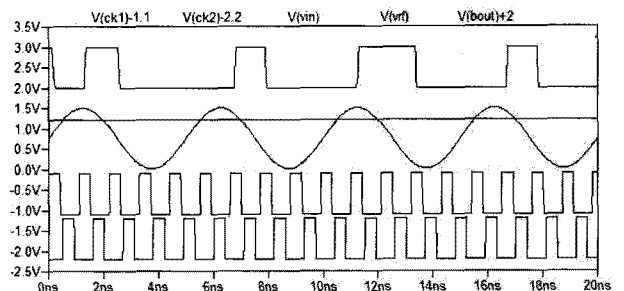 V(ck1)-1.1 V(ck2)-2.2 V(vin) V(vrf) V(bout)+2
3.5V
3.0V
2.5V
2.0V
1.5V
1.0V
0.5V
0.0V
-0.5V
-1.0V
-1.5V
-2.0V
-2.5V
0ns 2ns 4ns 6ns 8ns 10ns 12ns 14ns 16ns 18ns 20ns